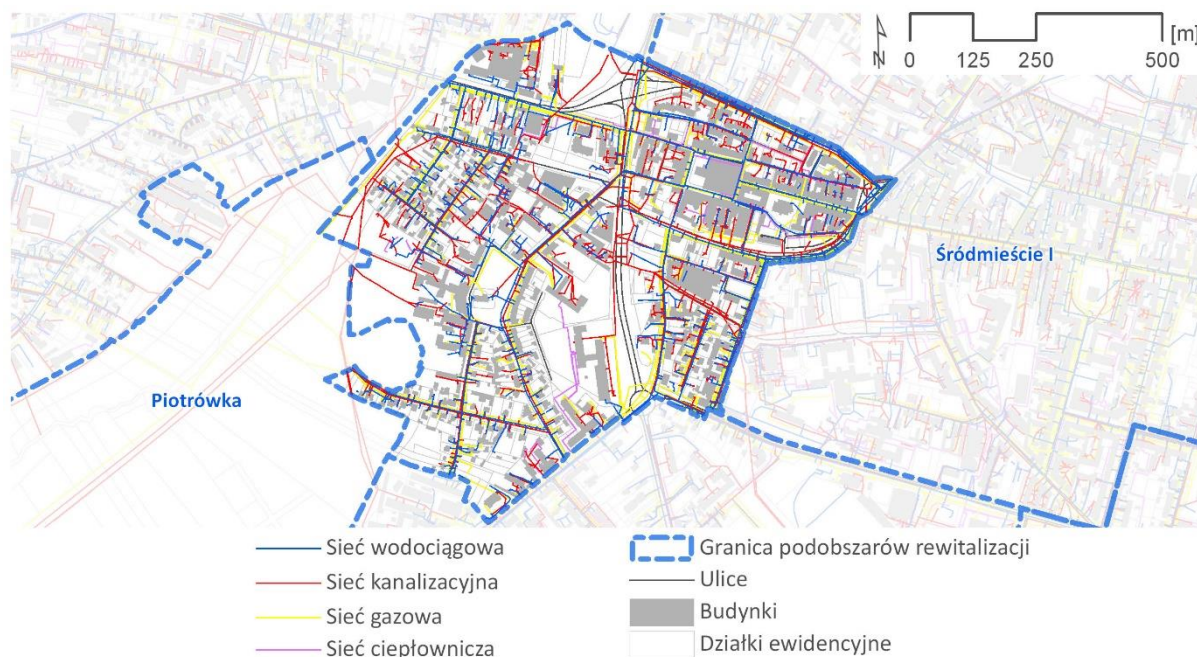 [m]
N
0 125 250 500
Śródmieście I
Piotrówka
Sieć wodociągowa
Sieć kanalizacyjna
Sieć gazowa
Sieć ciepłownicza
Granica podobszarów rewitalizacji
Ulice
Budynki
Działki ewidencyjne